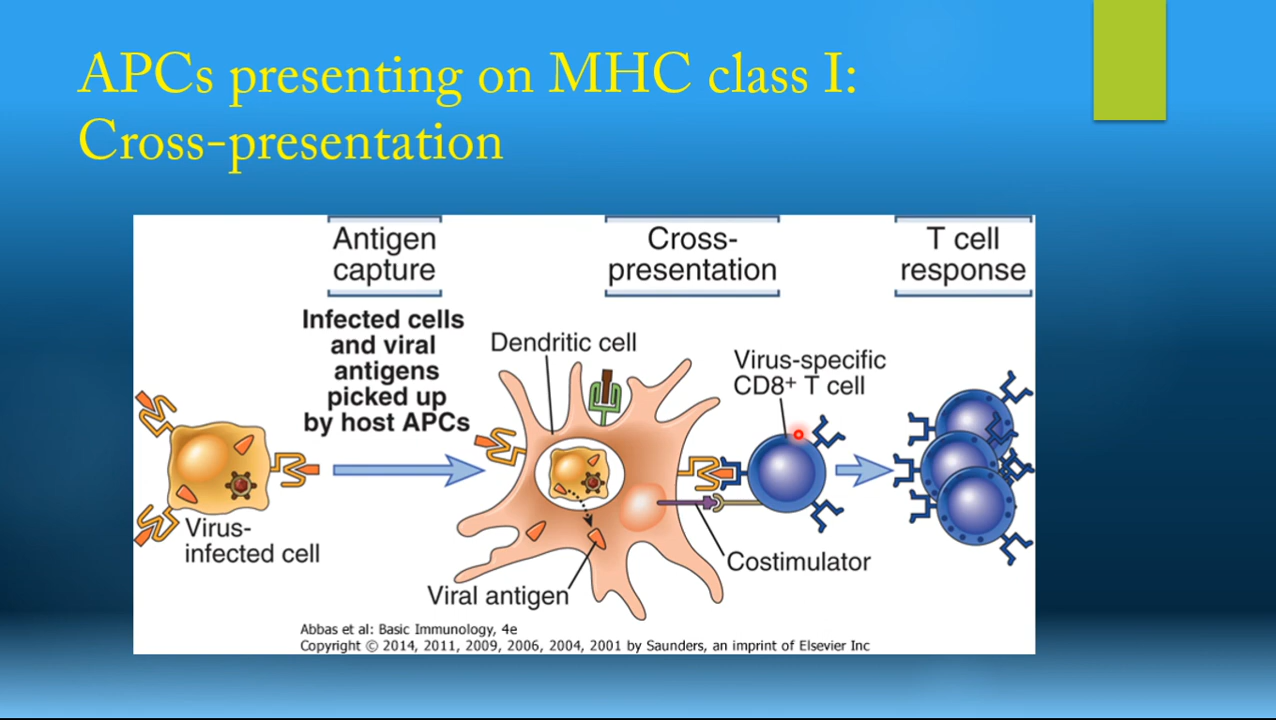 APCs presenting on MHC class I:
Cross-presentation
Antigen
capture
Cross-
presentation
T cell
response
Infected cells
and viral
antigens
picked up
by host APCs
Dendritic cell
Virus-specific
CD8+ T cell
Virus-
infected cell
Costimulator
Viral antigen
Abbas et al: Basic Immunology, 4e
Copyright © 2014, 2011, 2009, 2006, 2004, 2001 by Saunders, an imprint of Elsevier Inc